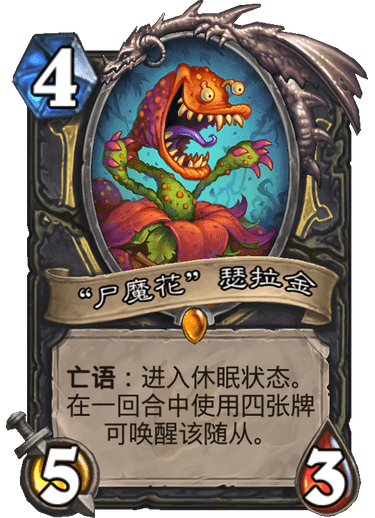 4
“尸魔花”瑟拉金
亡语：进入休眠状态。
在一回合中使用四张牌
可唤醒该随从。
5
3